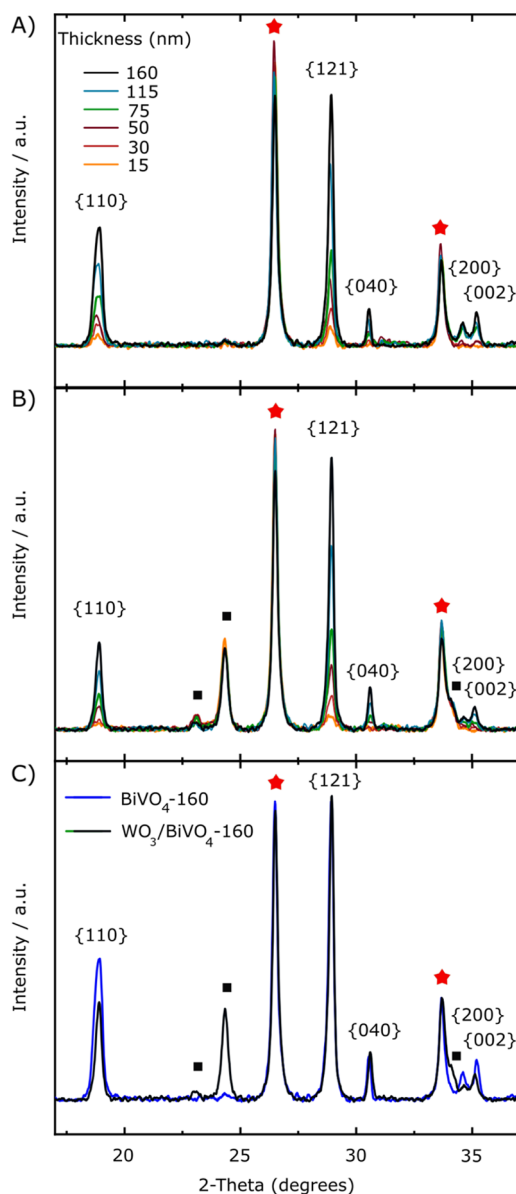 A)
Thickness (nm)
160
115
75
50
30
15
{110}
{121}
{040}
{200}
{002}
Intensity / a.u.
B)
{110}
{121}
{040}
{200}
{002}
Intensity / a.u.
C)
BiVO₄-160
WO₃/BiVO₄-160
{110}
{121}
{040}
{200}
{002}
Intensity / a.u.
20 25 30 35
2-Theta (degrees)